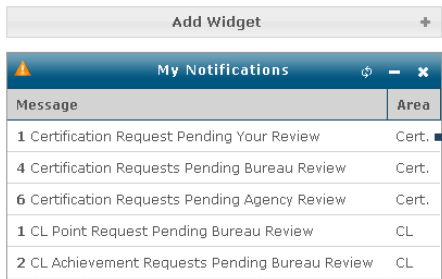 Add Widget +
My Notifications
Message Area
1 Certification Request Pending Your Review Cert.
4 Certification Requests Pending Bureau Review Cert.
6 Certification Requests Pending Agency Review Cert.
1 CL Point Request Pending Bureau Review CL
2 CL Achievement Requests Pending Bureau Review CL